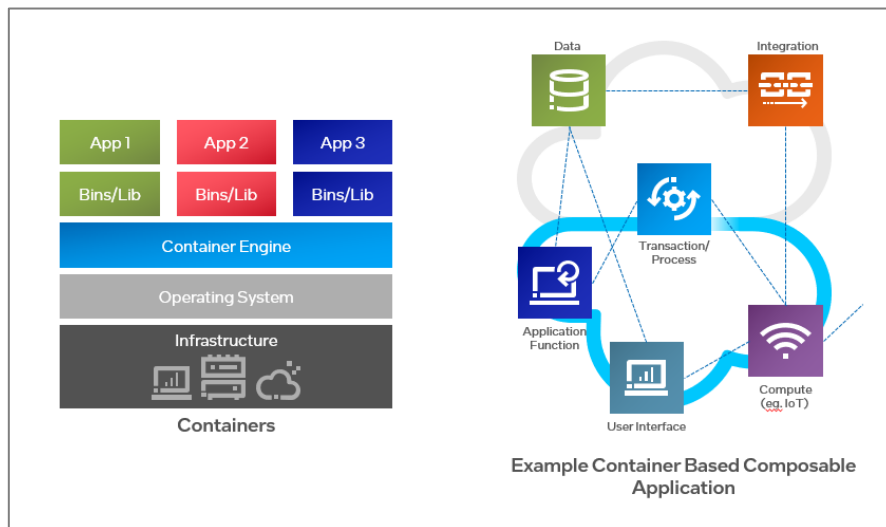 App 1
App 2
App 3
Bins/Lib
Bins/Lib
Bins/Lib
Container Engine
Operating System
Infrastructure
Containers
Data
Integration
Transaction/
Process
Application
Function
User Interface
Compute
(eg. IoT)
Example Container Based Composable
Application